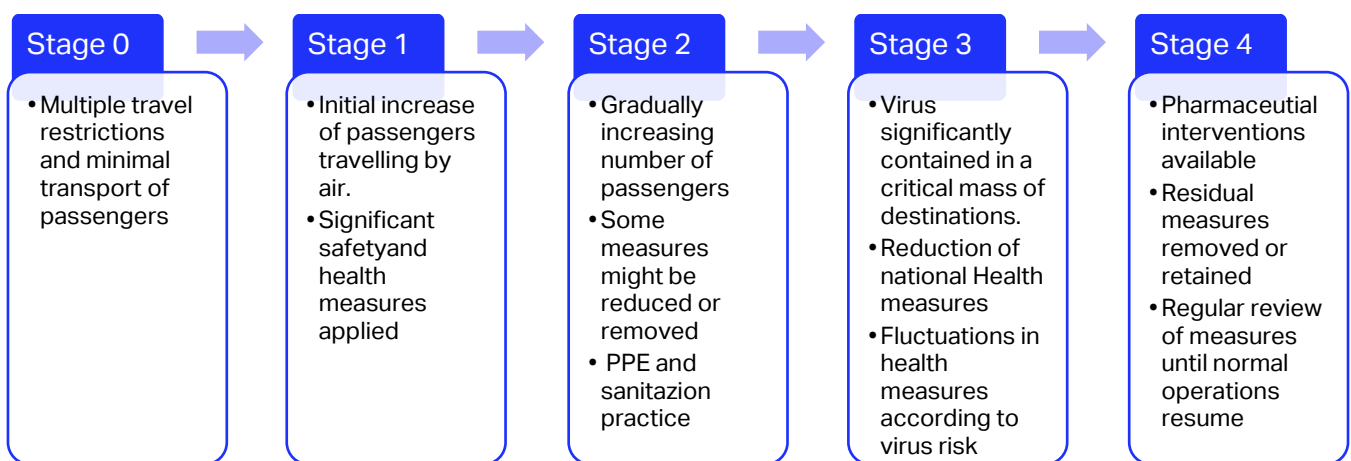 Stage 0
•Multiple travel
restrictions
and minimal
transport of
passengers
Stage 1
•Initial increase
of passengers
travelling by
air.
•Significant
safetyand
health
measures
applied
Stage 2
•Gradually
increasing
number of
passengers
•Some
measures
might be
reduced or
removed
• PPE and
sanitazion
practice
Stage 3
•Virus
significantly
contained in a
critical mass of
destinations.
•Reduction of
national Health
measures
•Fluctuations in
health
measures
according to
virus risk
Stage 4
•Pharmaceutial
interventions
available
•Residual
measures
removed or
retained
•Regular review
of measures
until normal
operations
resume